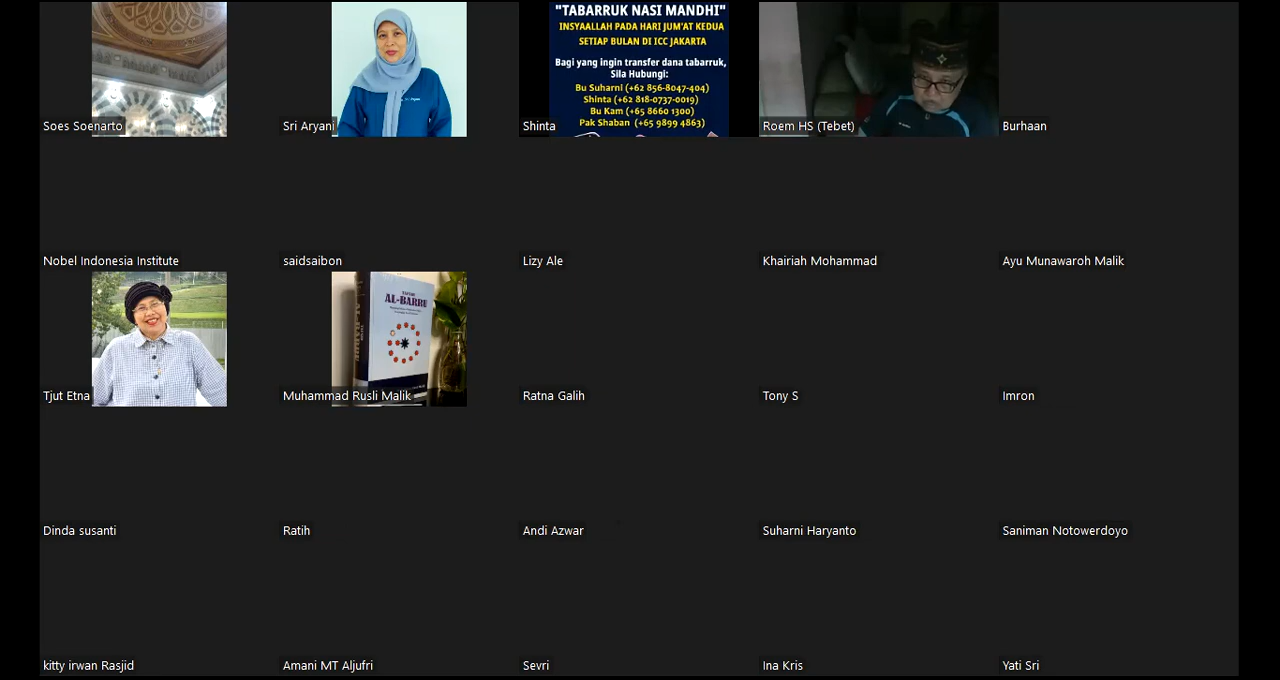 "TABARRUK NASI MANDHI"
INSYAALLAH PADA HARI JUM'AT KEDUA
SETIAP BULAN DI ICC JAKARTA
Bagi yang ingin transfer dana tabarruk,
Sila Hubungi:
Bu Suharni (+62 856-8047-404)
Shinta (+62 818-0737-0019)
Bu Kam (+65 8660 1300)
Pak Shaban (+65 9899 4863)
Soes Soenarto
Sri Aryani
Shinta
Roem HS (Tebet)
Burhaan
Nobel Indonesia Institute
saidsaibon
Lizy Ale
Khairiah Mohammad
Ayu Munawaroh Malik
AL-BARRU
Tjut Etna
Muhammad Rusli Malik
Ratna Galih
Tony S
Imron
Dinda susanti
Ratih
Andi Azwar
Suharni Haryanto
Saniman Notowerdoyo
kitty irwan Rasjid
Amani MT Aljufri
Sevri
Ina Kris
Yati Sri